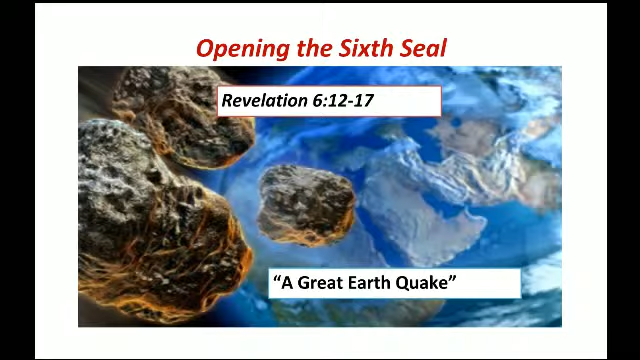 Opening the Sixth Seal
Revelation 6:12-17
“A Great Earth Quake”